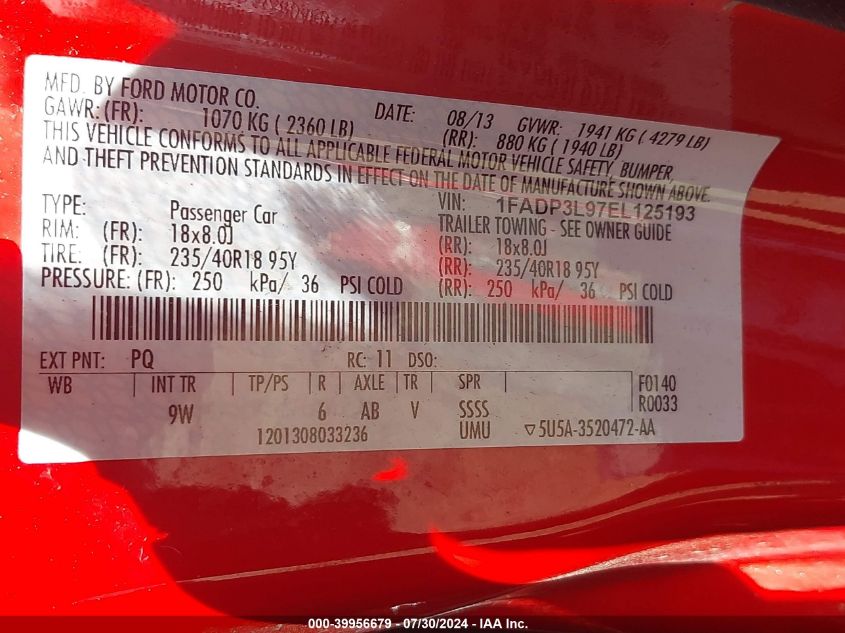 MFD. BY FORD MOTOR CO. DATE: 08/13 GVWR: 1941 KG ( 4279 LB)
GAWR: (FR): 1070 KG ( 2360 LB) (RR): 880 KG ( 1940 LB)
THIS VEHICLE CONFORMS TO ALL APPLICABLE FEDERAL MOTOR VEHICLE SAFETY, BUMPER,
AND THEFT PREVENTION STANDARDS IN EFFECT ON THE DATE OF MANUFACTURE SHOWN ABOVE.
VIN: 1FADP3L97EL125193
TYPE: Passenger Car TRAILER TOWING - SEE OWNER GUIDE
RIM: (FR): 18x8.0J (RR): 18x8.0J
TIRE: (FR): 235/40R18 95Y (RR): 235/40R18 95Y
PRESSURE: (FR): 250 kPa/ 36 PSI COLD (RR): 250 kPa/ 36 PSI COLD
EXT PNT: PQ RC: 11 DSO:
WB INT TR TP/PS R AXLE TR SPR F0140
9W 6 AB V SSSS R0033
1201308033236 UMU ▽5U5A-3520472-AA
000-39956679 / 07/30/2024 - IAA Inc.